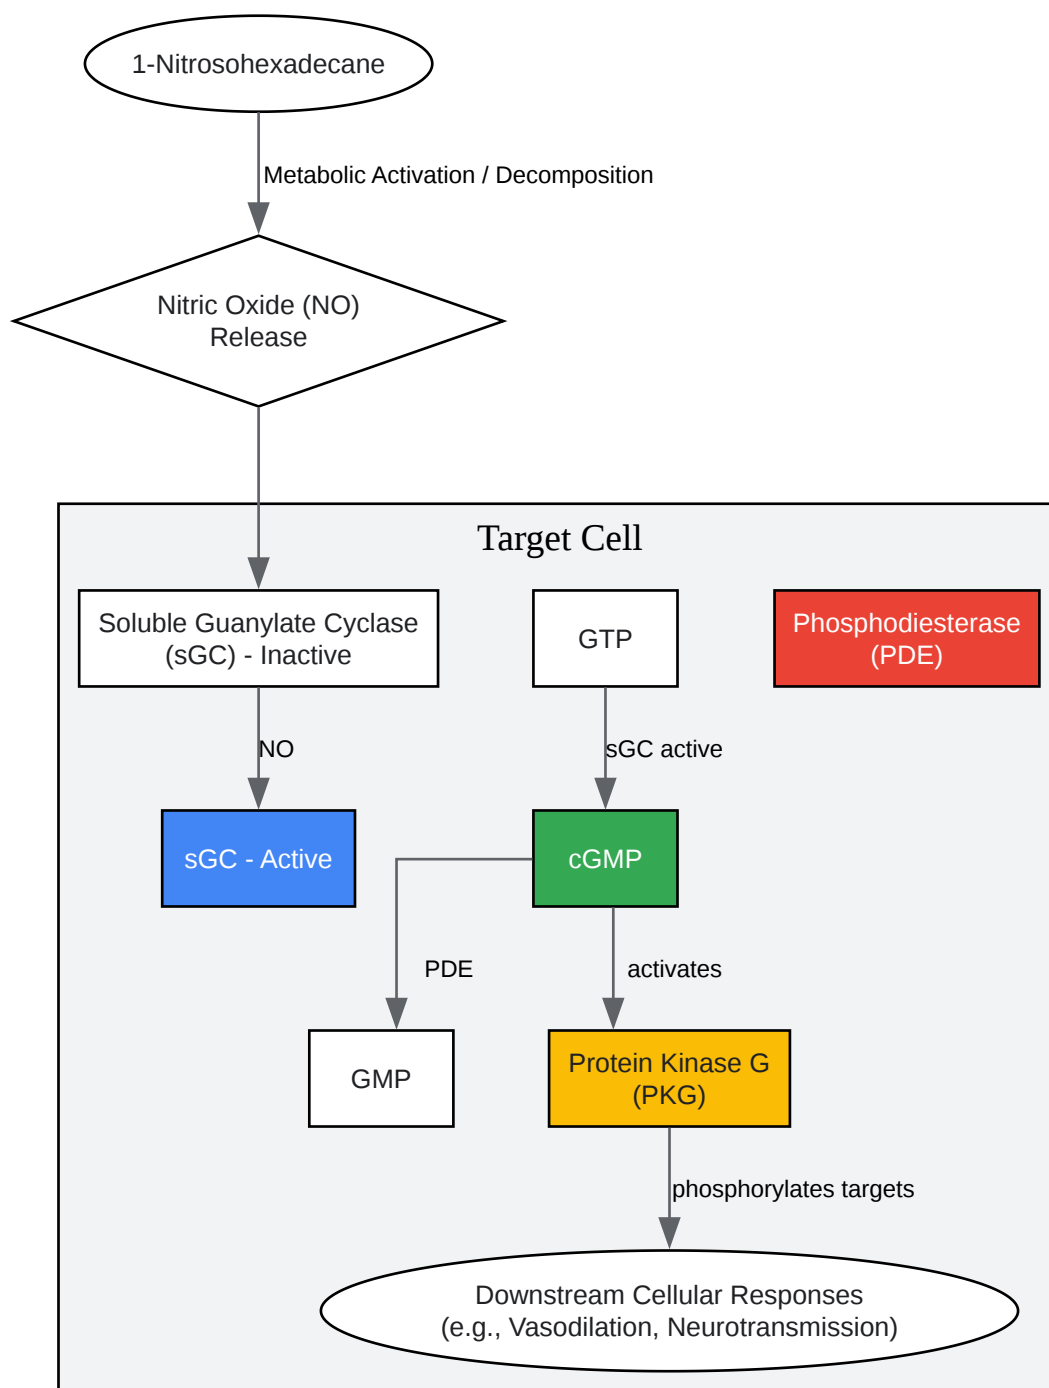 1-Nitrosohexadecane
Metabolic Activation / Decomposition
Nitric Oxide (NO)
Release
Target Cell
Soluble Guanylate Cyclase
(sGC) - Inactive
GTP
Phosphodiesterase
(PDE)
NO
sGC active
sGC - Active
cGMP
PDE
activates
GMP
Protein Kinase G
(PKG)
phosphorylates targets
Downstream Cellular Responses
(e.g., Vasodilation, Neurotransmission)